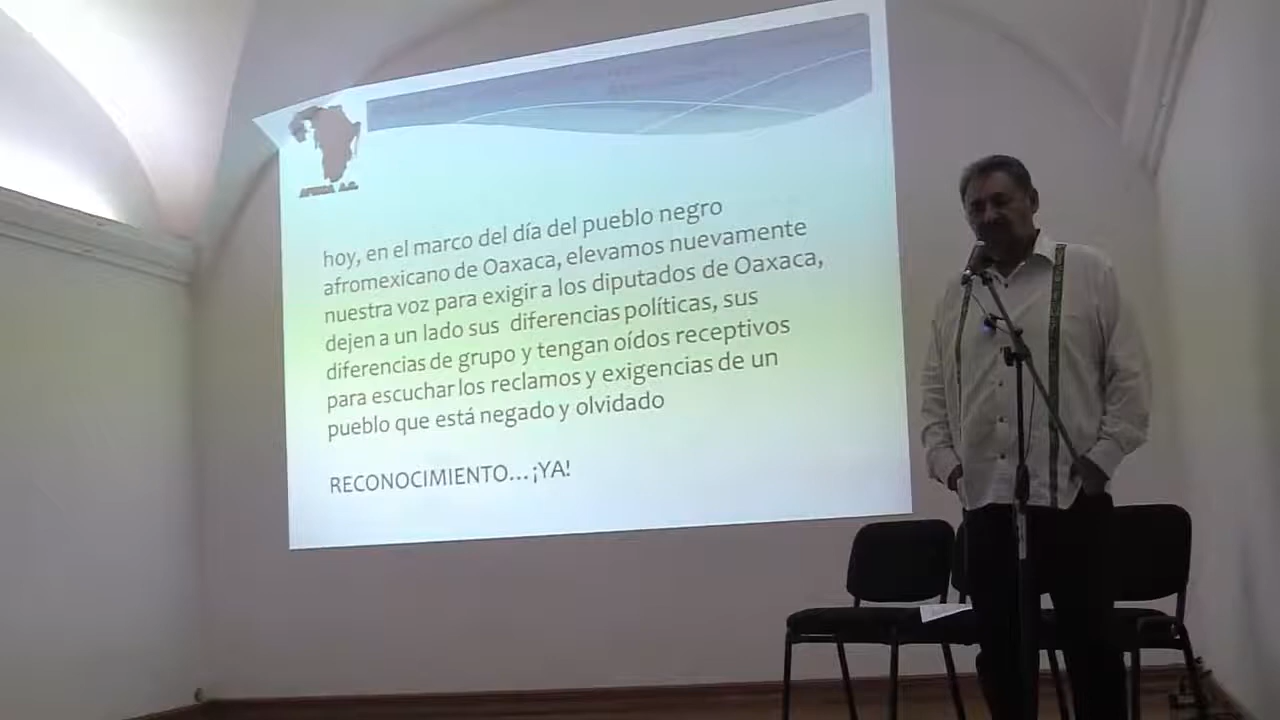 AFRICA A.C.
hoy, en el marco del día del pueblo negro
afromexicano de Oaxaca, elevamos nuevamente
nuestra voz para exigir a los diputados de Oaxaca,
dejen a un lado sus diferencias políticas, sus
diferencias de grupo y tengan oídos receptivos
para escuchar los reclamos y exigencias de un
pueblo que está negado y olvidado
RECONOCIMIENTO...¡YA!